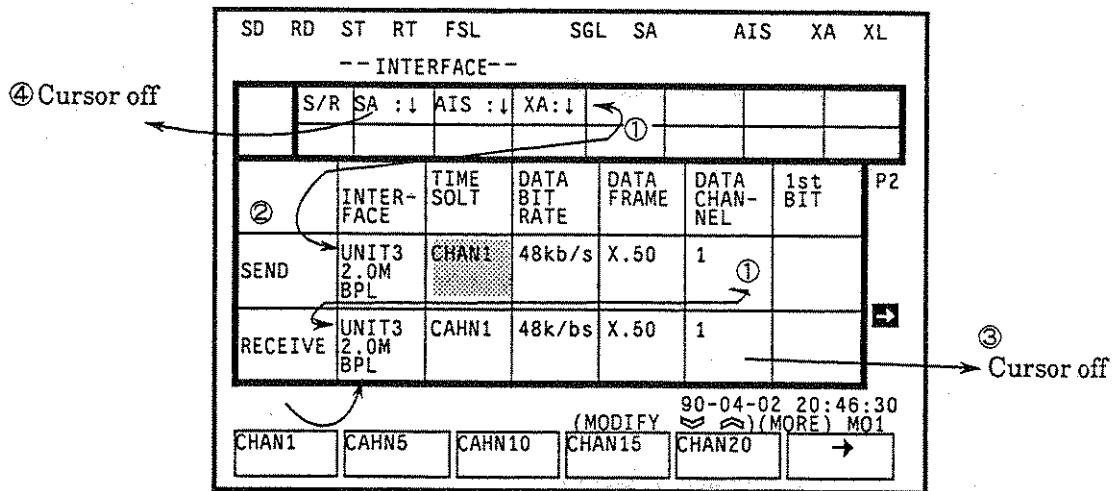 SD RD ST RT FSL SGL SA AIS XA XL
-- INTERFACE--
④ Cursor off
S/R SA :↓ AIS :↓ XA:↓
①
②
INTER-
FACE
TIME
SOLT
DATA
BIT
RATE
DATA
FRAME
DATA
CHAN-
NEL
1st
BIT
P2
SEND
UNIT3
2.0M
BPL
CHAN1
48kb/s
X.50
1
①
RECEIVE
UNIT3
2.0M
BPL
CAHN1
48k/bs
X.50
1
➡
③
Cursor off
90-04-02 20:46:30
(MODIFY ︾ ︽)(MORE) MO1
CHAN1 CAHN5 CAHN10 CHAN15 CHAN20 →